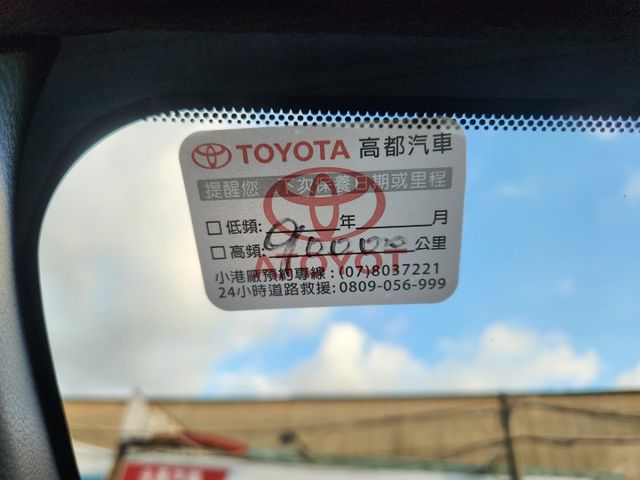 TOYOTA 高都汽車
提醒您 下次保養日期或里程
□低頻: 年 月
□高頻: 90000 公里
TOYOTA
小港廠預約專線:(07)8037221
24小時道路救援:0809-056-999